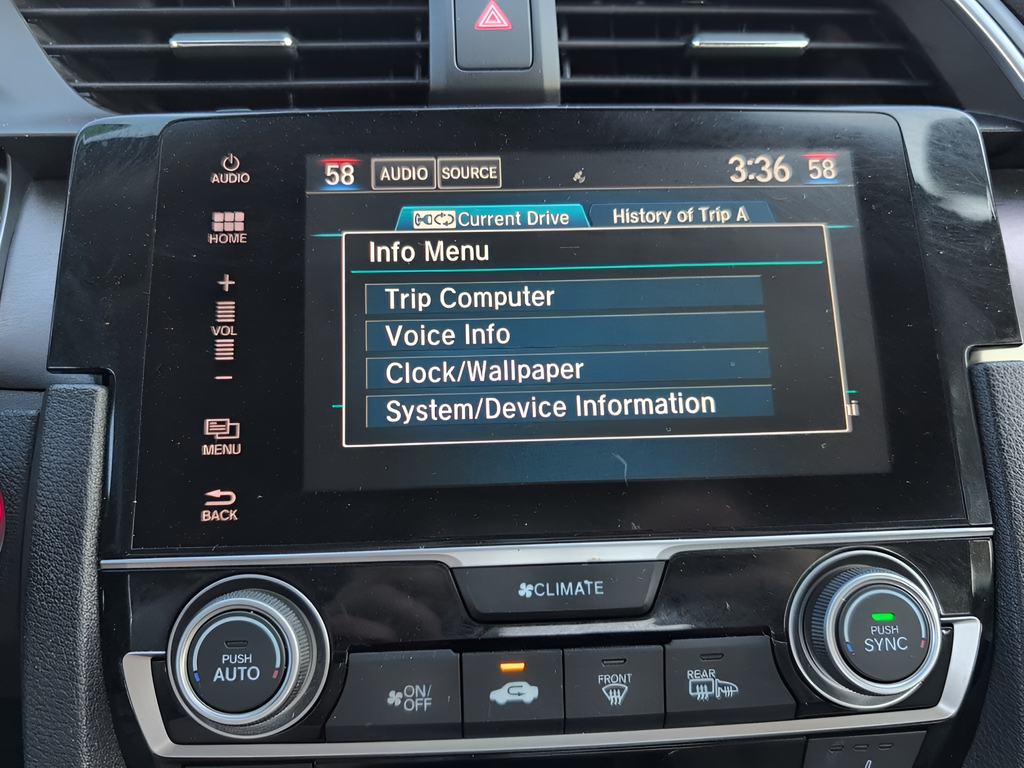 AUDIO
58 AUDIO SOURCE 3:36 58
HOME
Current Drive History of Trip A
Info Menu
+
Trip Computer
VOL
Voice Info
-
Clock/Wallpaper
System/Device Information
MENU
BACK
CLIMATE
PUSH
AUTO
ON/
OFF
FRONT
REAR
PUSH
SYNC